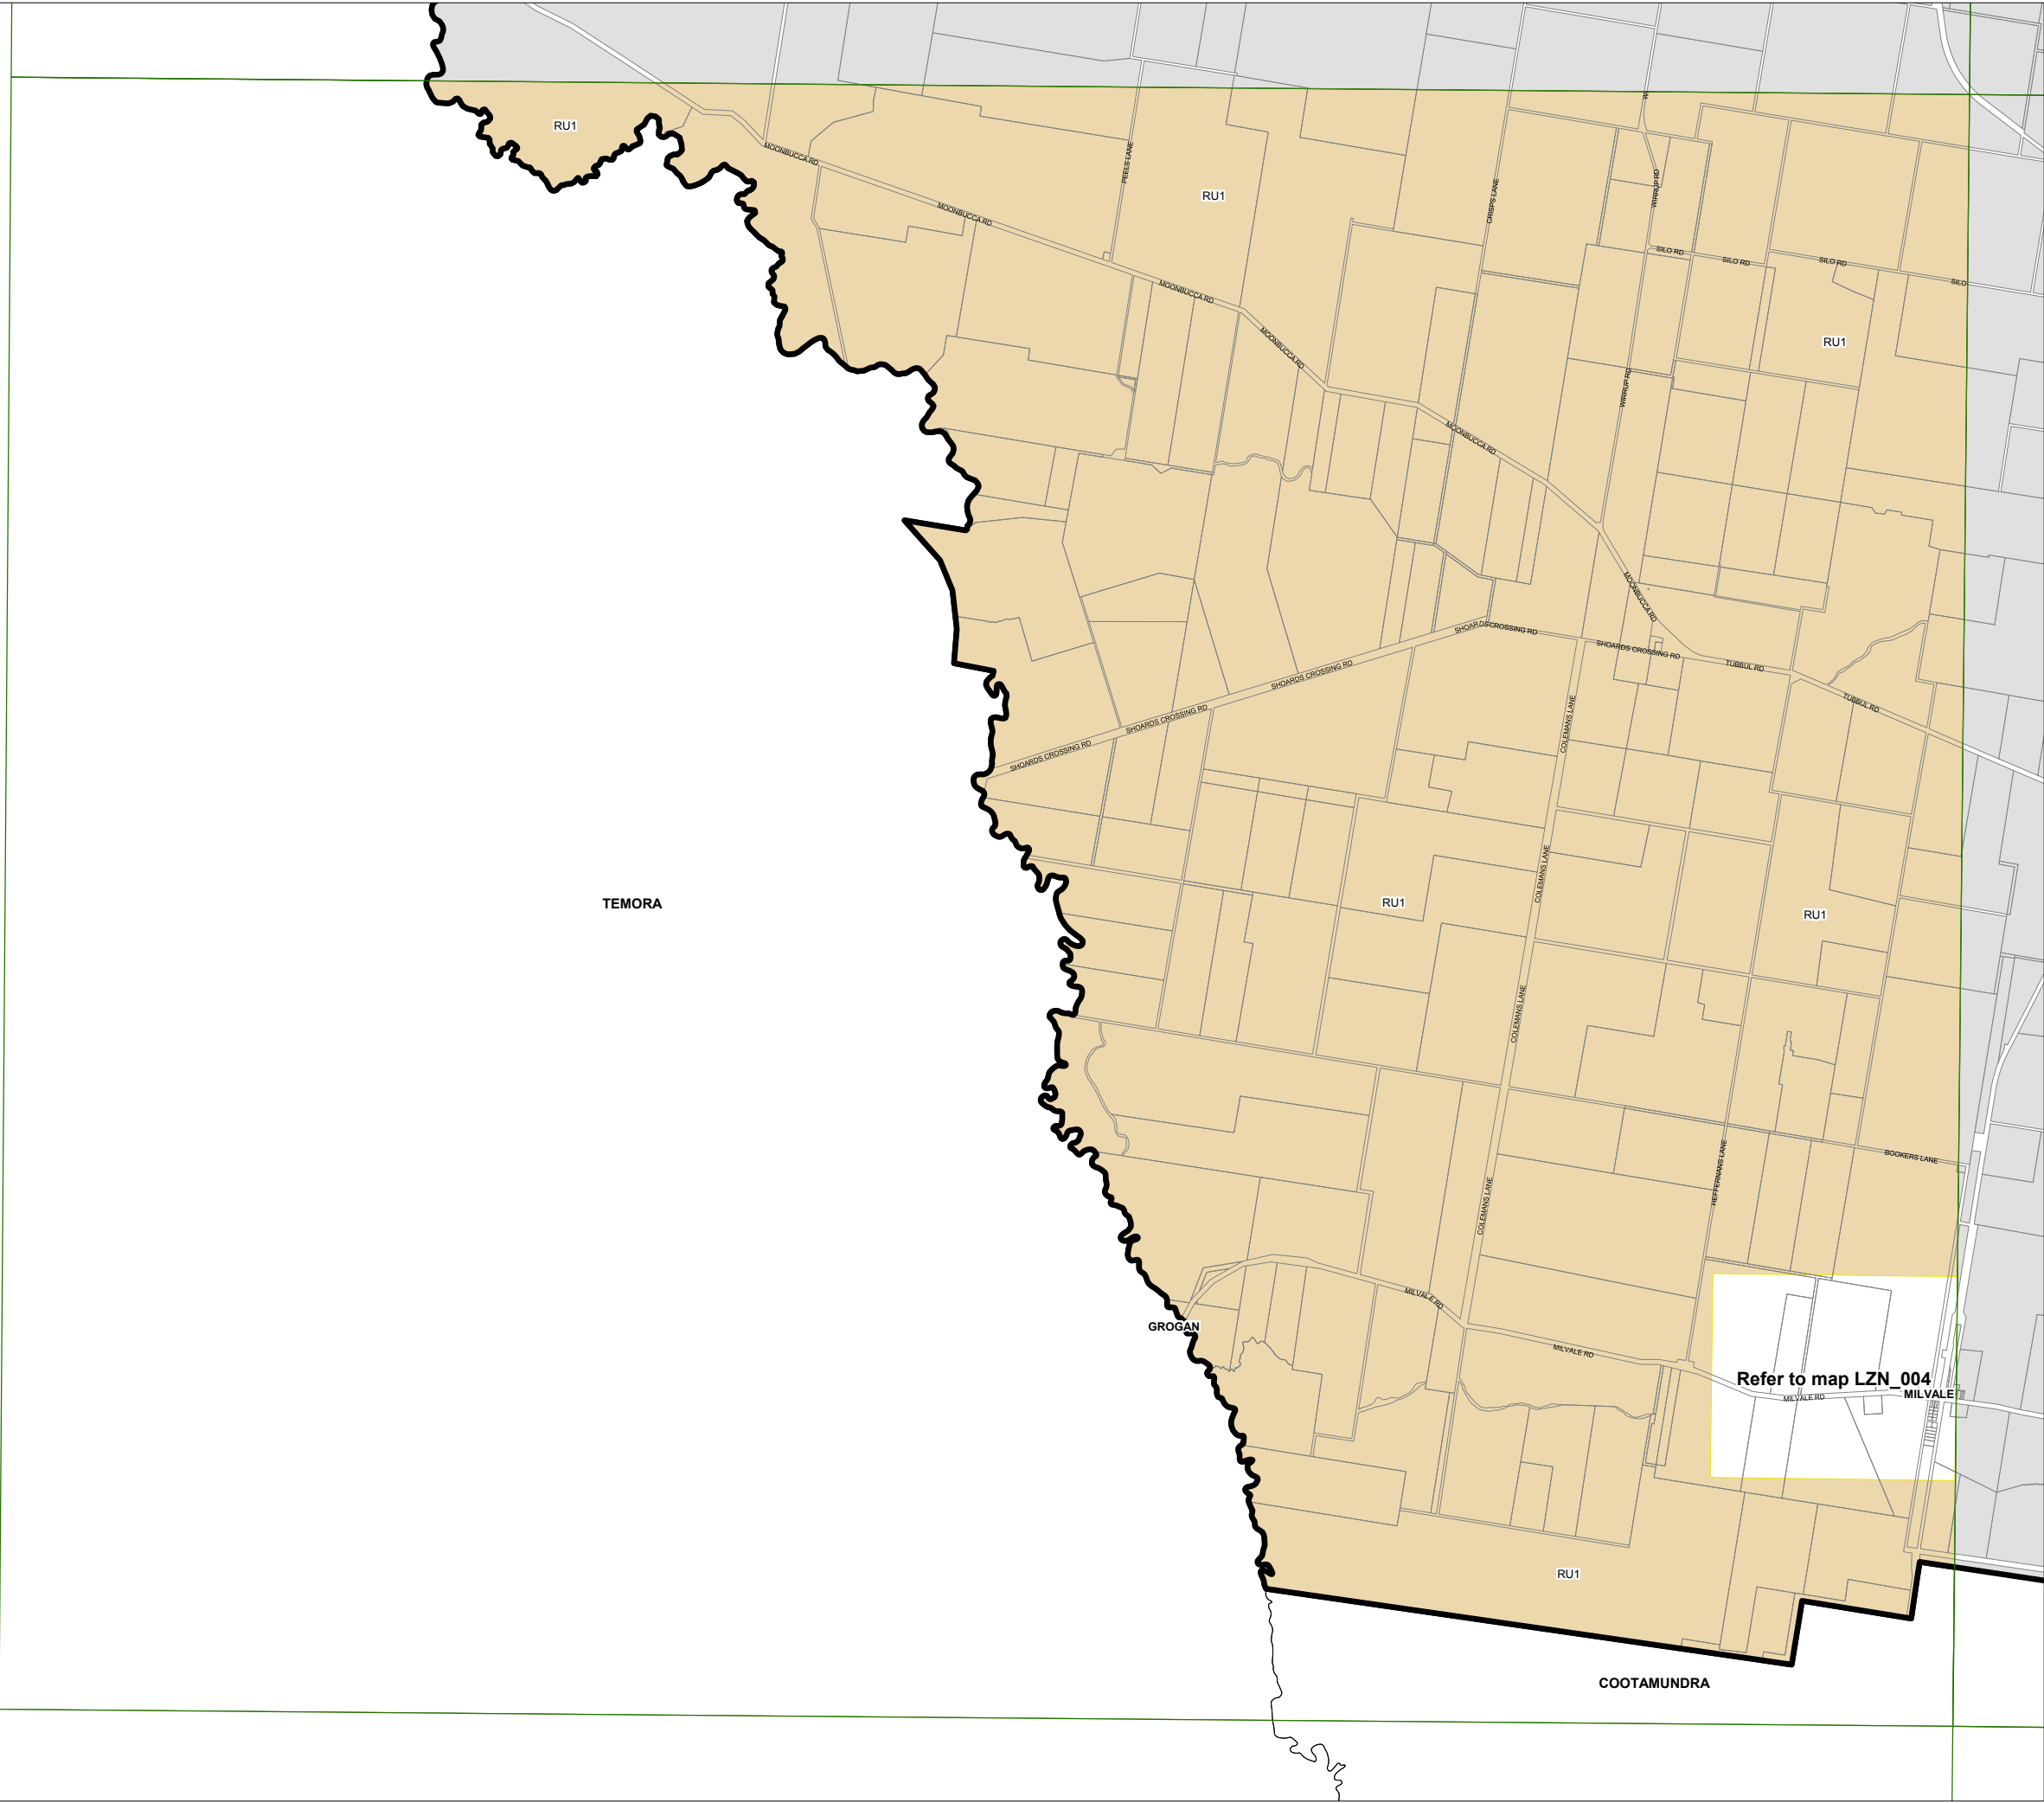 W
RU1
MOONBUCCA RD
PEELS LANE
RU1
CRISPS LANE
WIRRUP RD
MOONBUCCA RD
SILO RD
SILO RD
SILO RD
SILO
MOONBUCCA RD
MOONBUCCA RD
RU1
WIRRUP RD
MOONBUCCA RD
MOONBUCCA RD
SHOARDS CROSSING RD
SHOARDS CROSSING RD
TUBBUL RD
SHOARDS CROSSING RD
TUBBUL RD
SHOARDS CROSSING RD
COLEMANS LANE
SHOARDS CROSSING RD
COLEMANS LANE
TEMORA
RU1
RU1
COLEMANS LANE
BOOKERS LANE
HEFFERNANS LANE
COLEMANS LANE
MILVALE RD
GROGAN
MILVALE RD
Refer to map LZN_004
MILVALE RD
MILVALE
RU1
COOTAMUNDRA